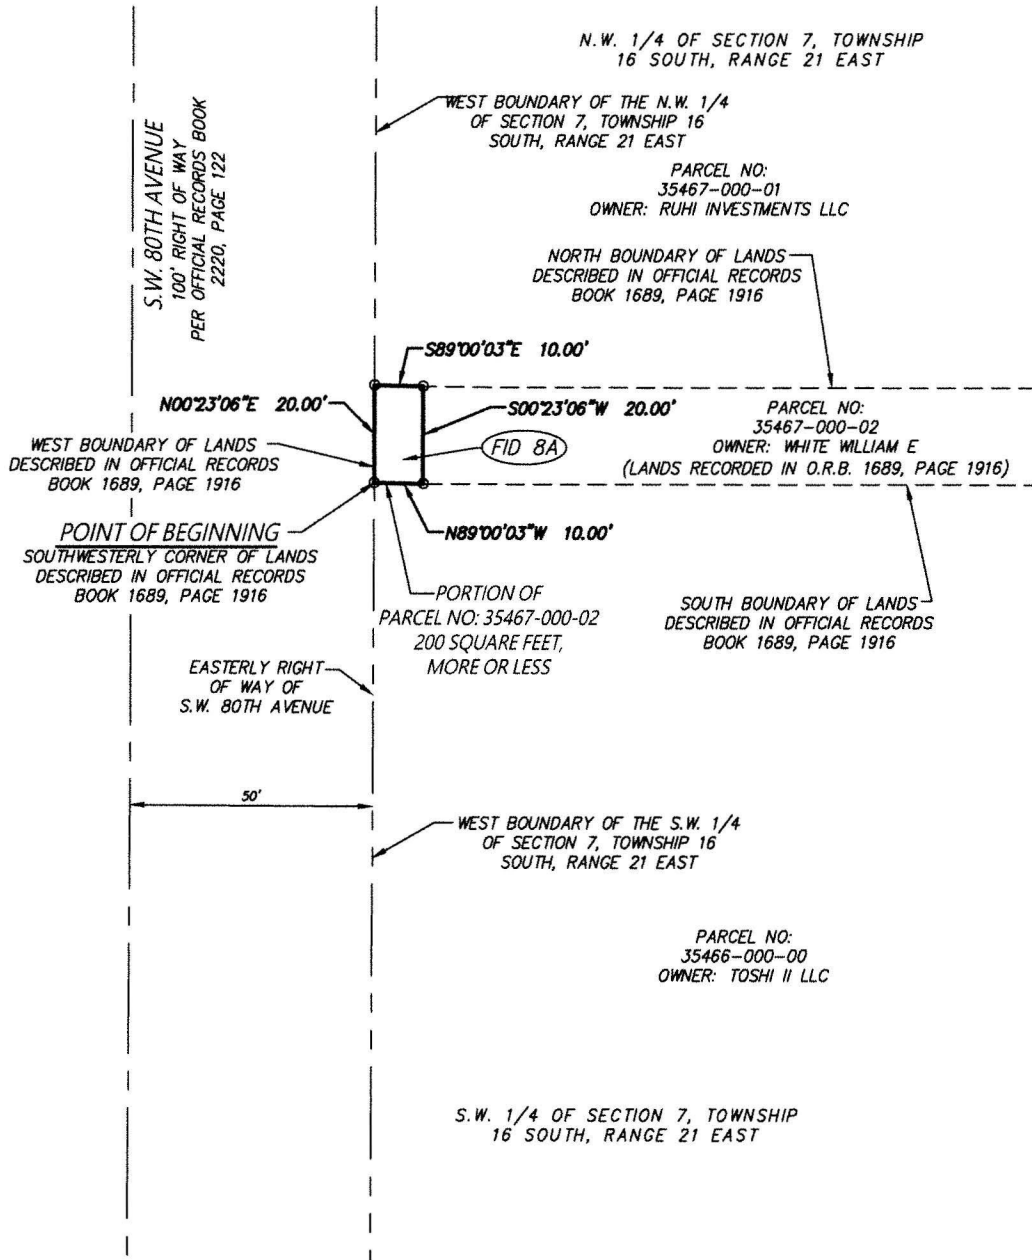 N.W. 1/4 OF SECTION 7, TOWNSHIP
16 SOUTH, RANGE 21 EAST
WEST BOUNDARY OF THE N.W. 1/4
OF SECTION 7, TOWNSHIP 16
SOUTH, RANGE 21 EAST
S.W. 80TH AVENUE
100' RIGHT OF WAY
PER OFFICIAL RECORDS BOOK
2220, PAGE 122
PARCEL NO:
35467-000-01
OWNER: RUHI INVESTMENTS LLC
NORTH BOUNDARY OF LANDS
DESCRIBED IN OFFICIAL RECORDS
BOOK 1689, PAGE 1916
S89°00'03"E 10.00'
N00°23'06"E 20.00'
S00°23'06"W 20.00'
PARCEL NO:
35467-000-02
OWNER: WHITE WILLIAM E
(LANDS RECORDED IN O.R.B. 1689, PAGE 1916)
WEST BOUNDARY OF LANDS
DESCRIBED IN OFFICIAL RECORDS
BOOK 1689, PAGE 1916
FID 8A
POINT OF BEGINNING
SOUTHWESTERLY CORNER OF LANDS
DESCRIBED IN OFFICIAL RECORDS
BOOK 1689, PAGE 1916
N89°00'03"W 10.00'
PORTION OF
PARCEL NO: 35467-000-02
200 SQUARE FEET,
MORE OR LESS
SOUTH BOUNDARY OF LANDS
DESCRIBED IN OFFICIAL RECORDS
BOOK 1689, PAGE 1916
EASTERLY RIGHT
OF WAY OF
S.W. 80TH AVENUE
50'
WEST BOUNDARY OF THE S.W. 1/4
OF SECTION 7, TOWNSHIP 16
SOUTH, RANGE 21 EAST
PARCEL NO:
35466-000-00
OWNER: TOSHI II LLC
S.W. 1/4 OF SECTION 7, TOWNSHIP
16 SOUTH, RANGE 21 EAST